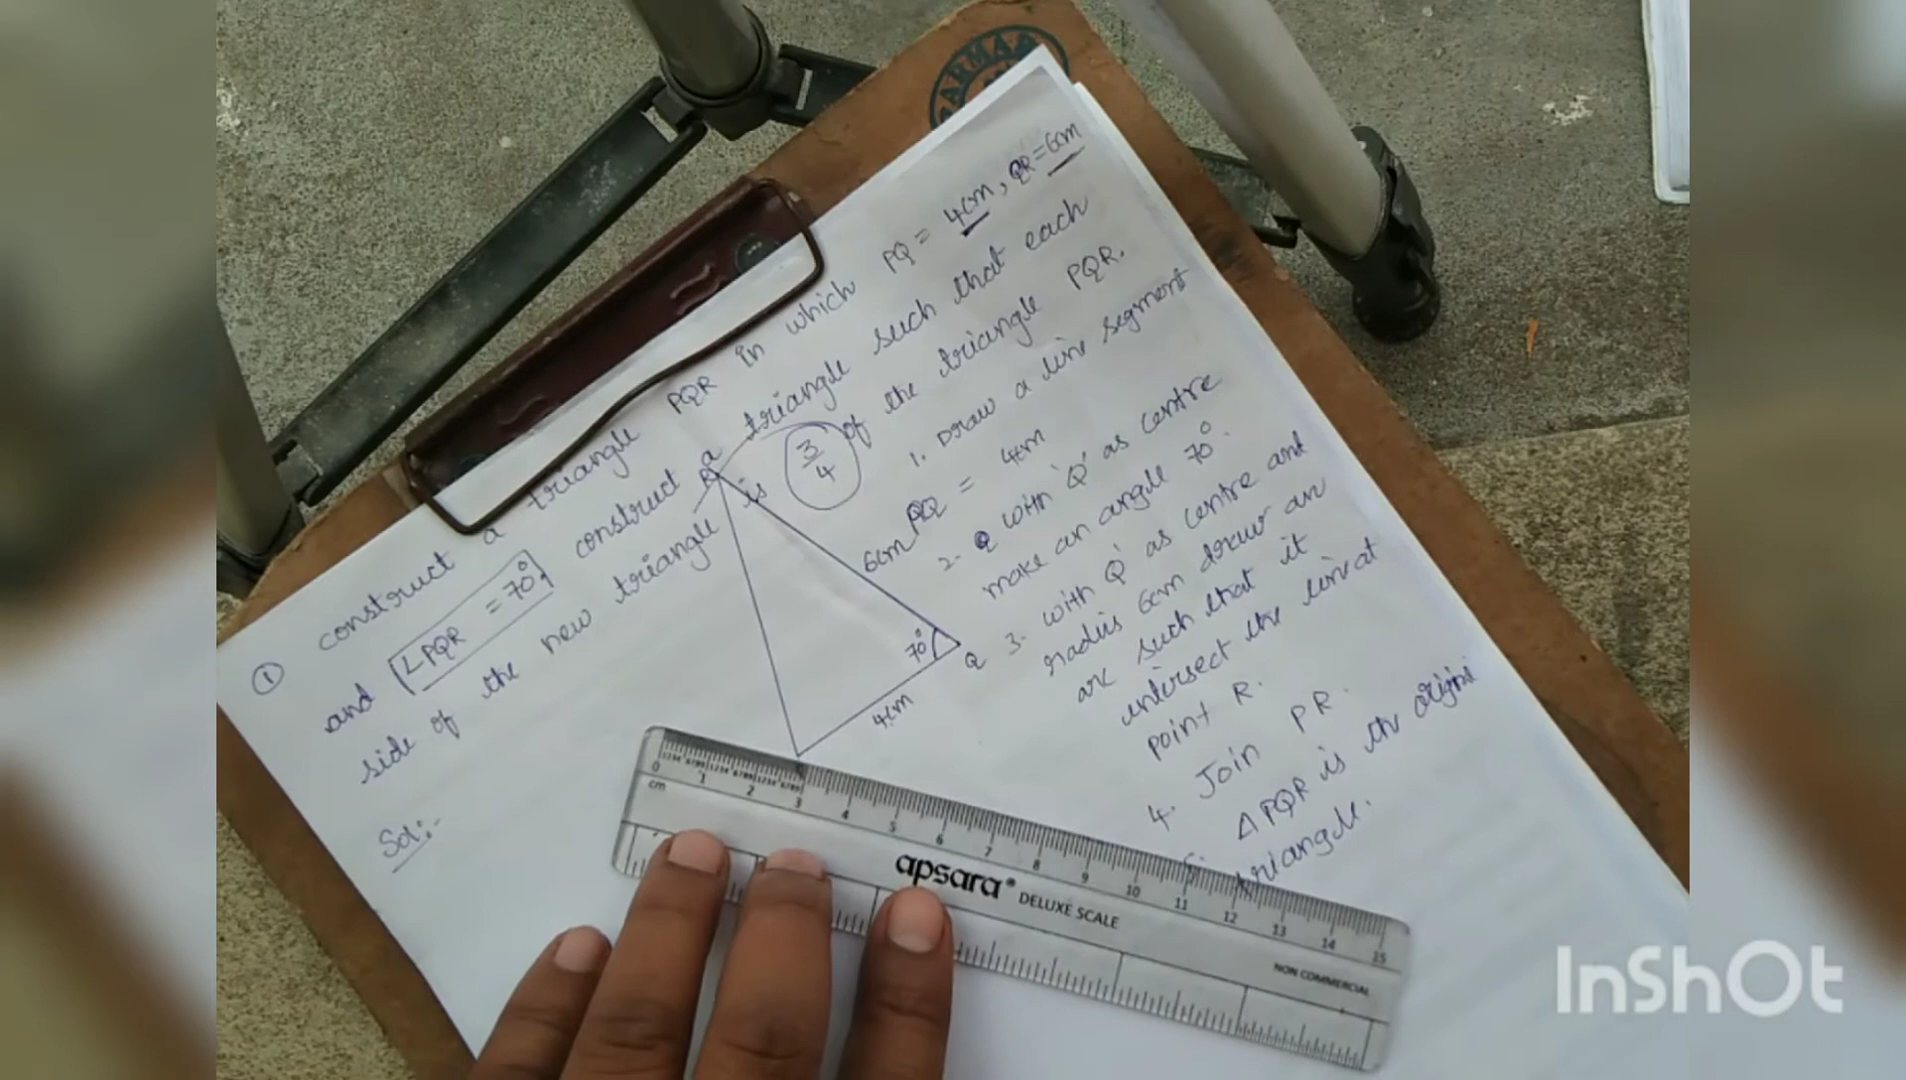 ① construct a triangle PQR in which PQ = 4cm, QR = 6cm
and ∠PQR = 70°. construct a triangle such that each
side of the new triangle is 3/4 of the triangle PQR.
Sol:-
R
6cm
70°
Q
4cm
1. Draw a line segment
PQ = 4cm
2. Q with 'Q' as centre
make an angle 70°.
3. with 'Q' as centre and
radius 6cm draw an
arc such that it
intersect the line at
point R.
4. Join PR.
5. △PQR is the
triangle.
apsara DELUXE SCALE
NON COMMERCIAL
cm
0 1 2 3 4 5 6 7 8 9 10 11 12 13 14 15
InShOt